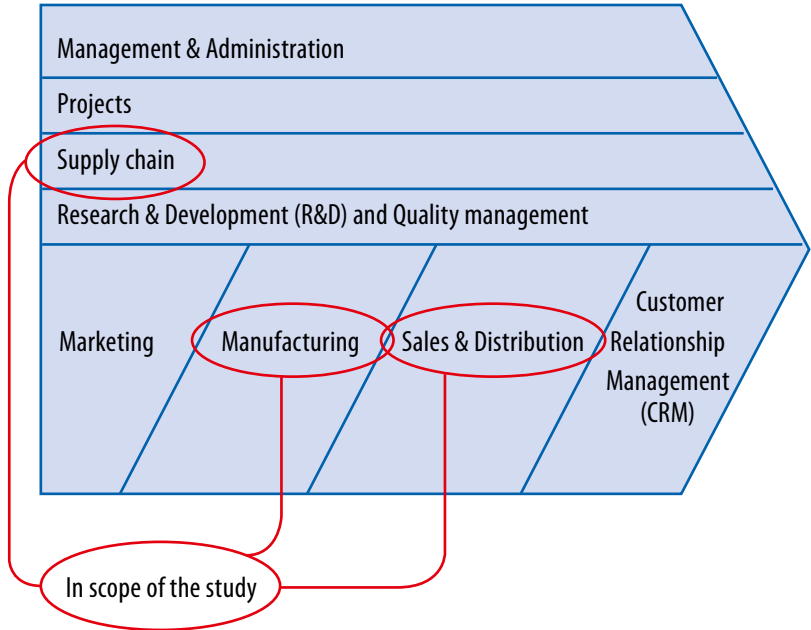 Management & Administration
Projects
Supply chain
Research & Development (R&D) and Quality management
Marketing
Manufacturing
Sales & Distribution
Customer
Relationship
Management
(CRM)
In scope of the study